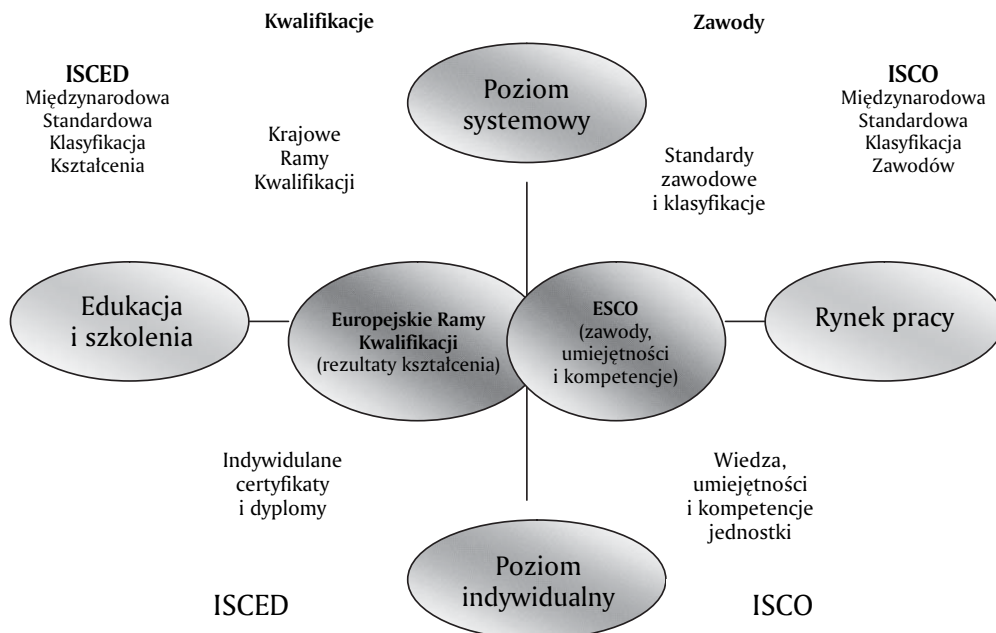 Kwalifikacje
Zawody
ISCED
Międzynarodowa
Standardowa
Klasyfikacja
Kształcenia
Krajowe
Ramy
Kwalifikacji
Poziom
systemowy
Standardy
zawodowe
i klasyfikacje
ISCO
Międzynarodowa
Standardowa
Klasyfikacja
Zawodów
Edukacja
i szkolenia
Europejskie Ramy
Kwalifikacji
(rezultaty kształcenia)
ESCO
(zawody,
umiejętności
i kompetencje)
Rynek pracy
Indywidulane
certyfikaty
i dyplomy
Poziom
indywidualny
Wiedza,
umiejętności
i kompetencje
jednostki
ISCED
ISCO